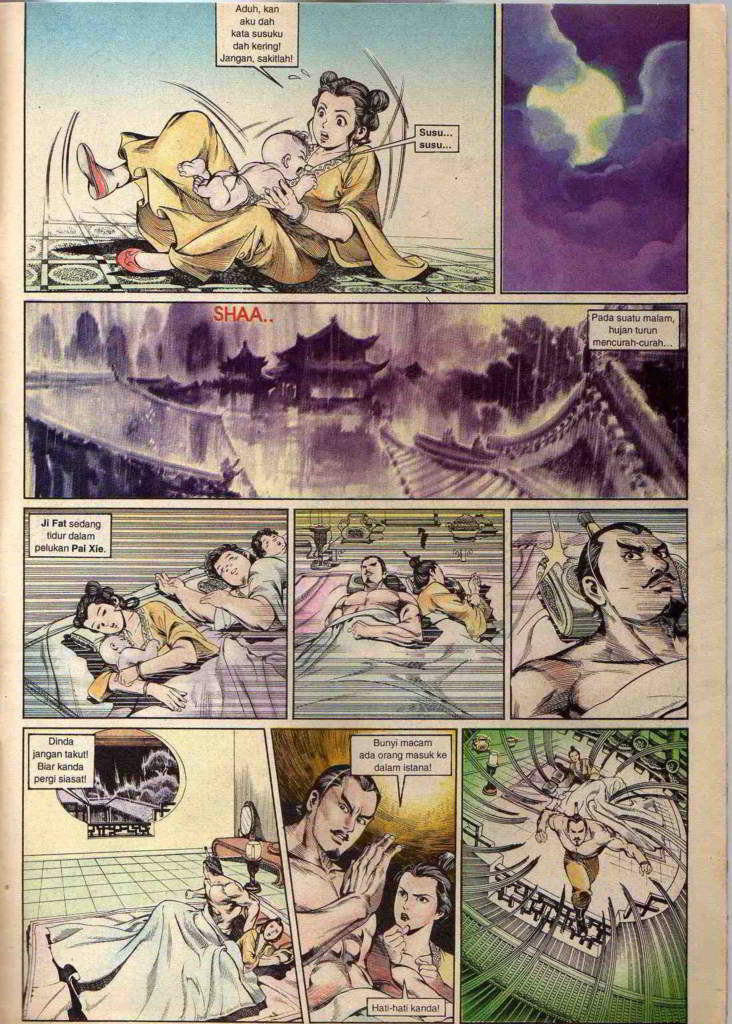 Aduh, kan
aku dah
kata susuku
dah kering!
Jangan, sakitlah!
Susu...
susu...
SHAA..
Pada suatu malam,
hujan turun
mencurah-curah...
Ji Fat sedang
tidur dalam
pelukan Pai Xie.
Dinda
jangan takut!
Biar kanda
pergi siasat!
Bunyi macam
ada orang masuk ke
dalam istana!
Hati-hati kanda!